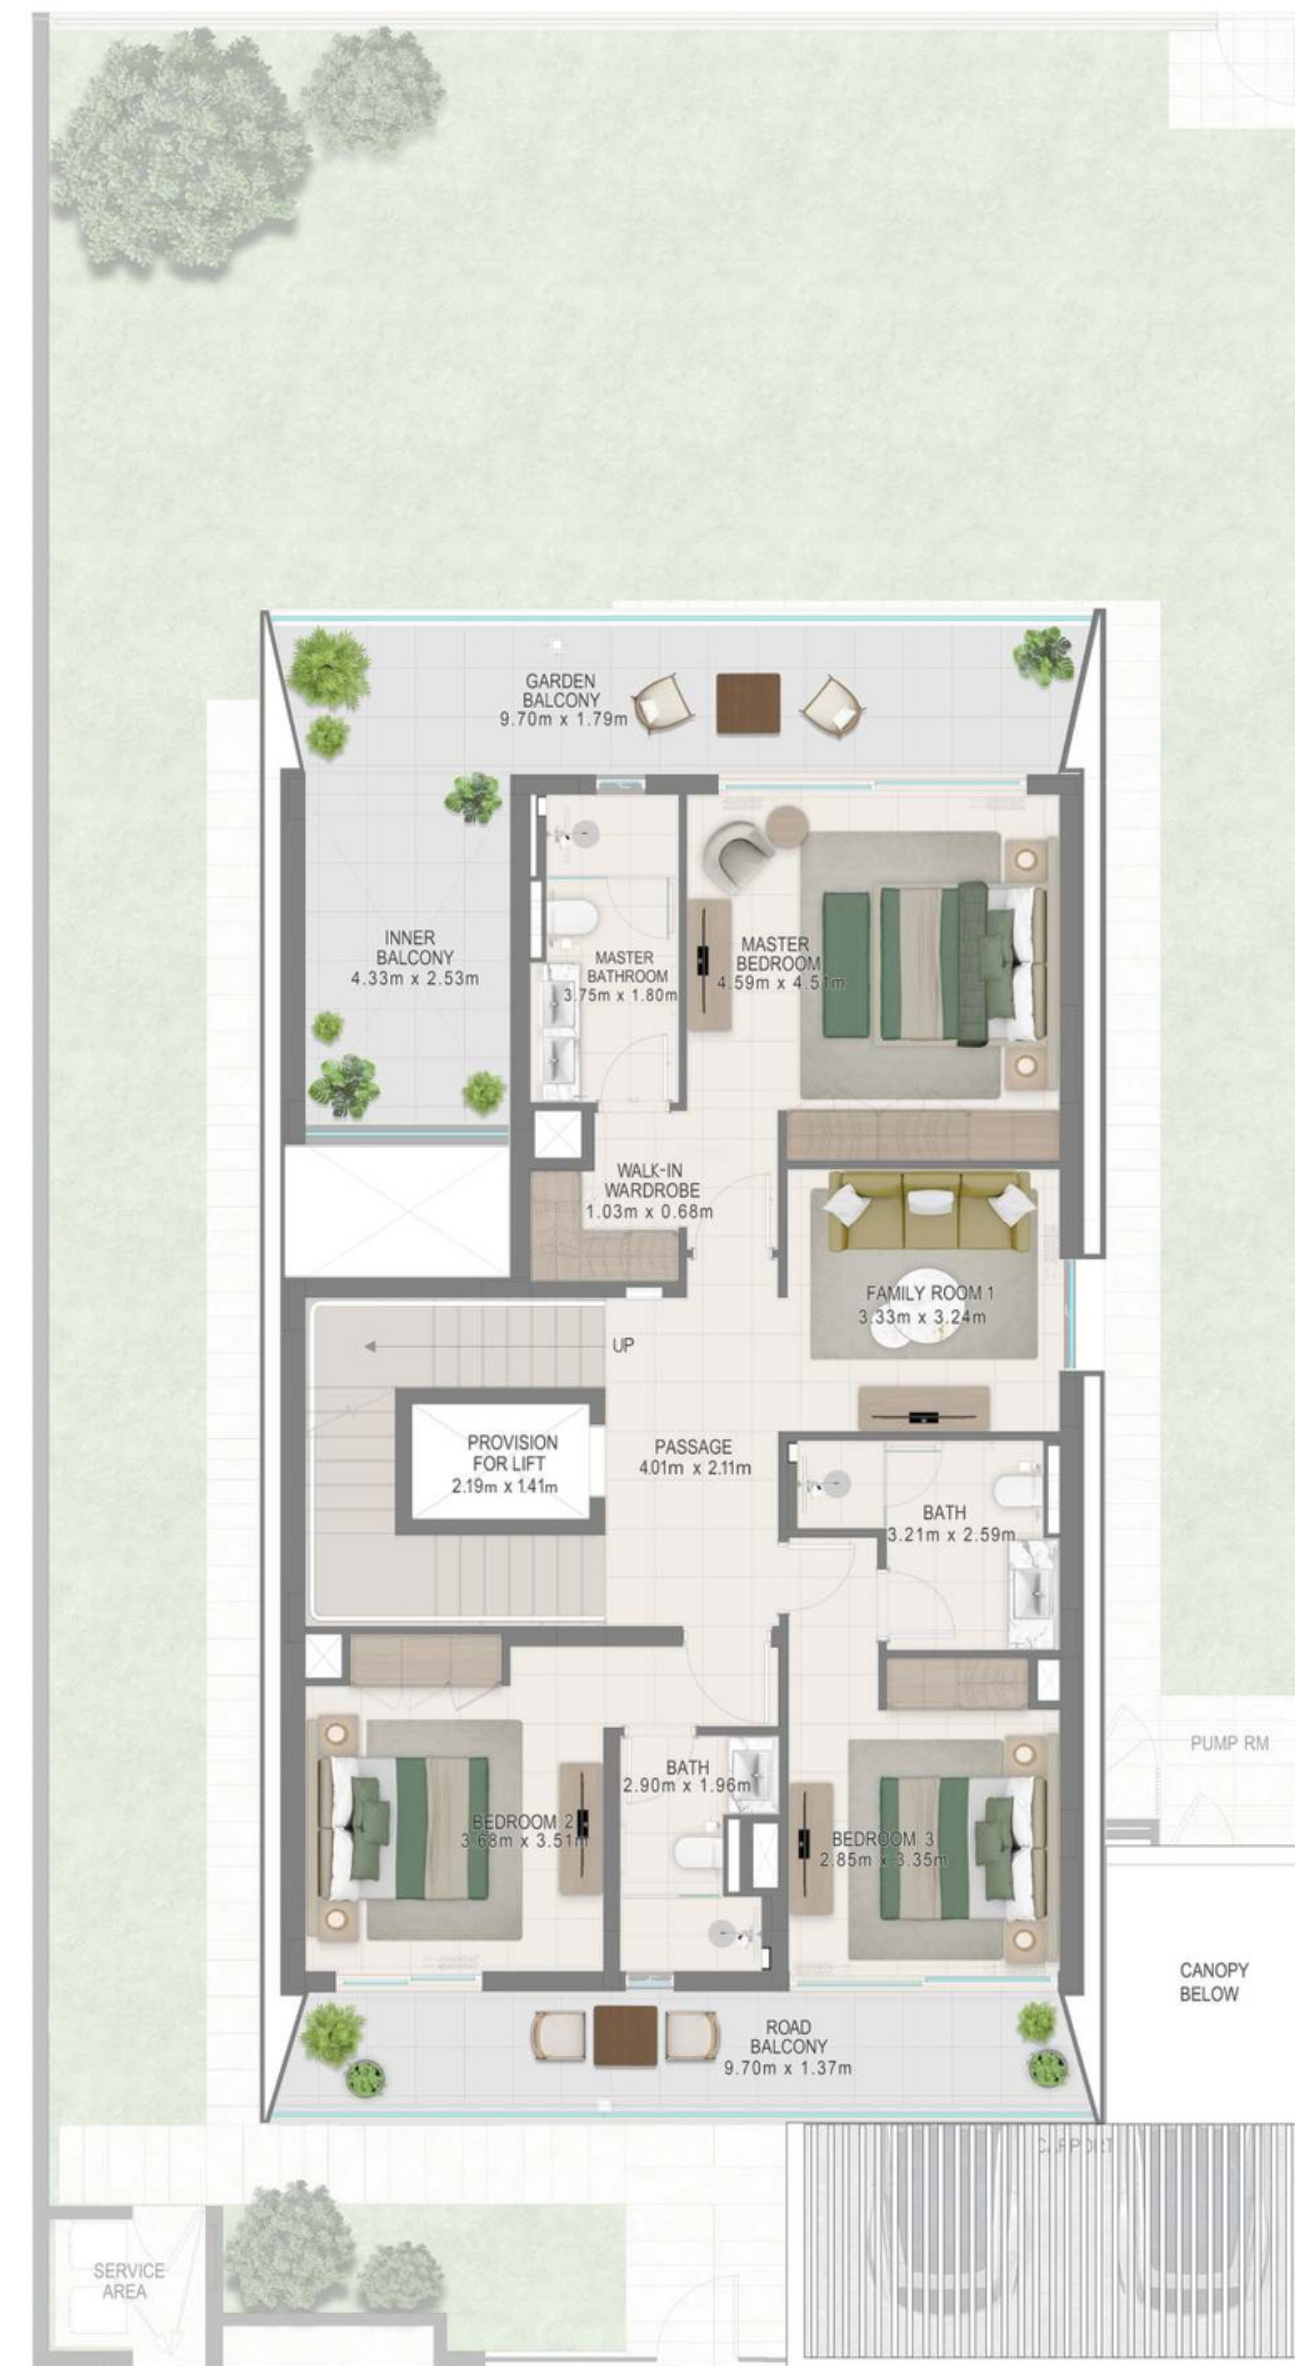 GARDEN
BALCONY
9.70m x 1.79m
INNER
BALCONY
4.33m x 2.53m
MASTER
BATHROOM
3.75m x 1.80m
MASTER
BEDROOM
4.59m x 4.51m
WALK-IN
WARDROBE
1.03m x 0.68m
FAMILY ROOM 1
3.33m x 3.24m
UP
PROVISION
FOR LIFT
2.19m x 1.41m
PASSAGE
4.01m x 2.11m
BATH
3.21m x 2.59m
PUMP RM
BATH
2.90m x 1.96m
BEDROOM 2
3.68m x 3.51m
BEDROOM 3
2.85m x 3.35m
CANOPY
BELOW
ROAD
BALCONY
9.70m x 1.37m
CARPORT
SERVICE
AREA